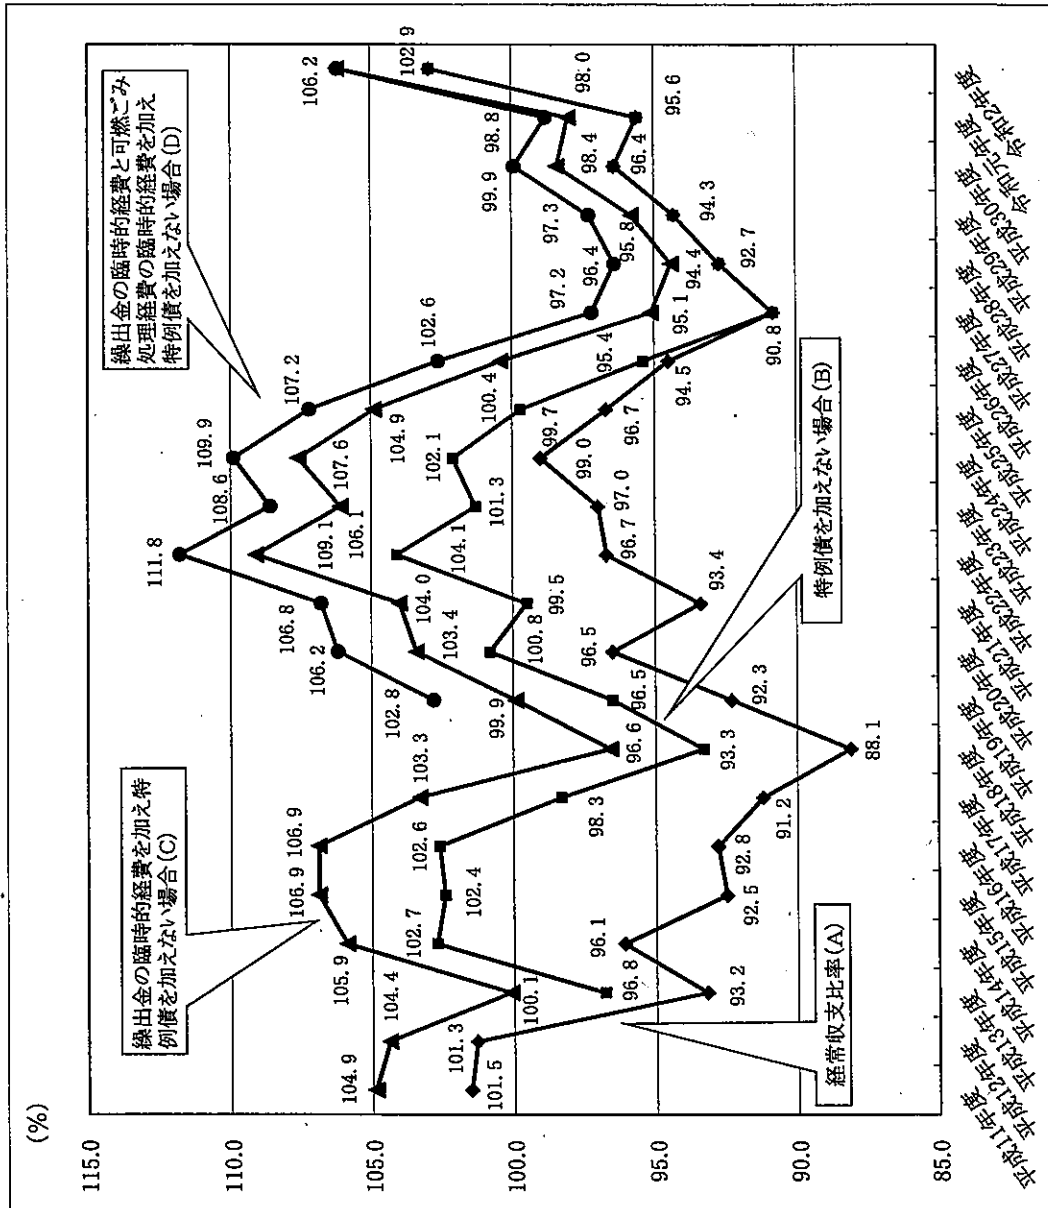 (%)
115.0
110.0
105.0
100.0
95.0
90.0
85.0
繰出金の臨時的経費を加え特
例債を加えない場合(C)
繰出金の臨時的経費と可燃ごみ
処理経費の臨時的経費を加え
特例債を加えない場合(D)
経常収支比率(A)
特例債を加えない場合(B)
102.8
106.2
106.8
111.8
108.6
109.9
107.2
102.6
97.2
96.4
97.3
99.9
98.8
106.2
104.9
104.4
100.1
105.9
106.9
106.9
103.3
96.6
99.9
103.4
104.0
109.1
106.1
107.6
104.9
100.4
95.1
94.4
95.8
98.4
98.0
96.8
102.7
102.4
102.6
98.3
93.3
96.5
100.8
99.5
104.1
101.3
102.1
99.7
95.4
101.5
101.3
93.2
96.1
92.5
92.8
91.2
88.1
92.3
96.5
93.4
96.7
97.0
99.0
96.7
94.5
90.8
92.7
94.3
96.4
95.6
102.9
平成11年度
平成12年度
平成13年度
平成14年度
平成15年度
平成16年度
平成17年度
平成18年度
平成19年度
平成20年度
平成21年度
平成22年度
平成23年度
平成24年度
平成25年度
平成26年度
平成27年度
平成28年度
平成29年度
平成30年度
令和元年度
令和2年度